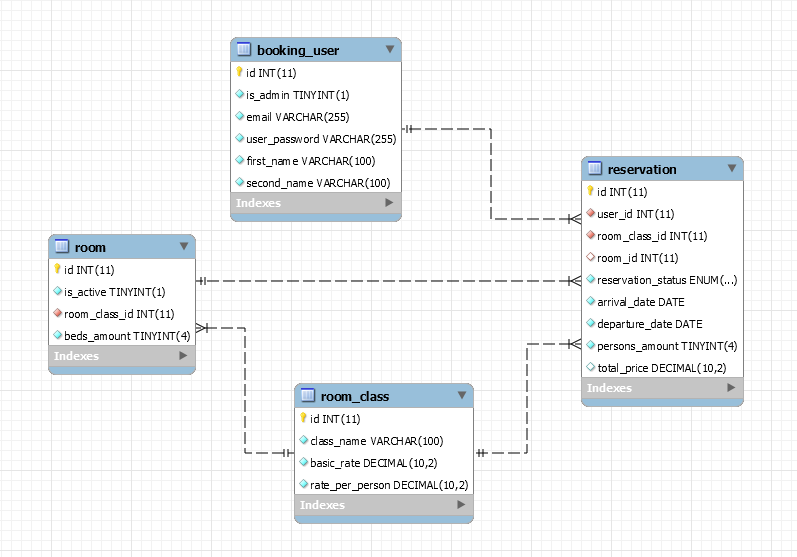 booking_user
id INT(11)
is_admin TINYINT(1)
email VARCHAR(255)
user_password VARCHAR(255)
first_name VARCHAR(100)
second_name VARCHAR(100)
Indexes
reservation
id INT(11)
user_id INT(11)
room_class_id INT(11)
room_id INT(11)
reservation_status ENUM(...)
arrival_date DATE
departure_date DATE
persons_amount TINYINT(4)
total_price DECIMAL(10,2)
Indexes
room
id INT(11)
is_active TINYINT(1)
room_class_id INT(11)
beds_amount TINYINT(4)
Indexes
room_class
id INT(11)
class_name VARCHAR(100)
basic_rate DECIMAL(10,2)
rate_per_person DECIMAL(10,2)
Indexes